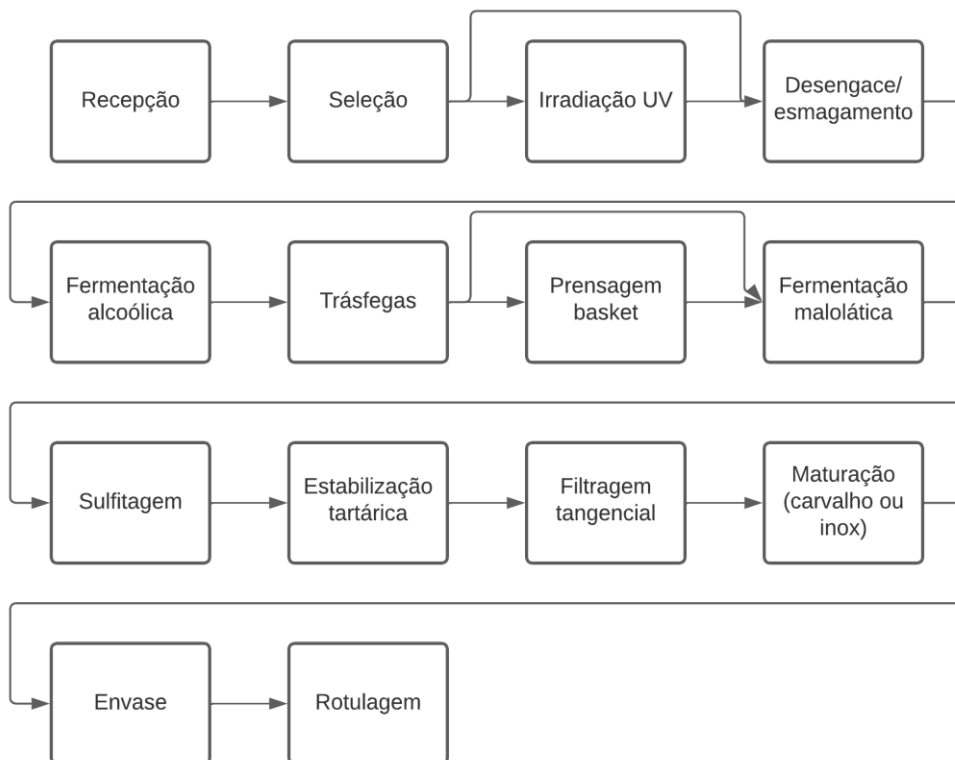 Recepção
Seleção
Irradiação UV
Desengace/
esmagamento
Fermentação
alcoólica
Trásfegas
Prensagem
basket
Fermentação
malolática
Sulfitagem
Estabilização
tartárica
Filtragem
tangencial
Maturação
(carvalho ou
inox)
Envase
Rotulagem